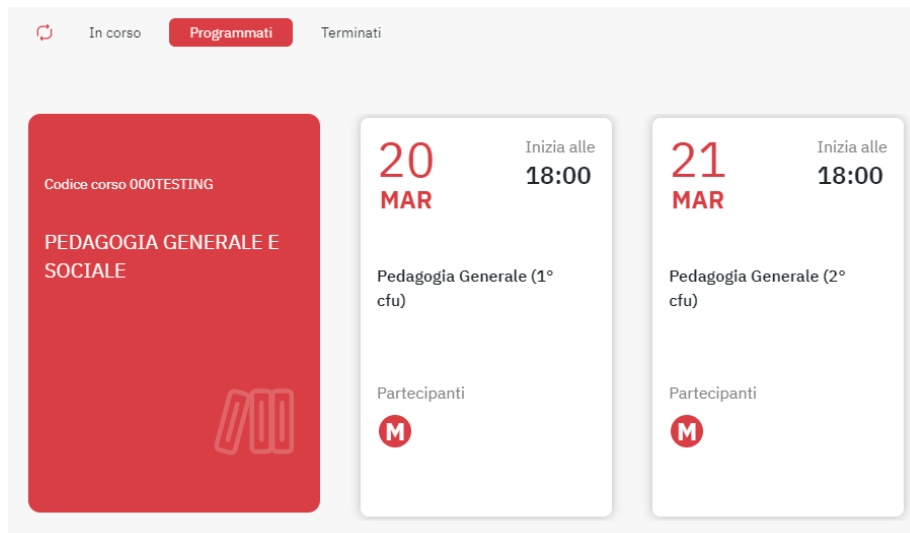 In corso Programmati Terminati
Codice corso 000TESTING
PEDAGOGIA GENERALE E
SOCIALE
20
MAR
Inizia alle
18:00
Pedagogia Generale (1°
cfu)
Partecipanti
M
21
MAR
Inizia alle
18:00
Pedagogia Generale (2°
cfu)
Partecipanti
M